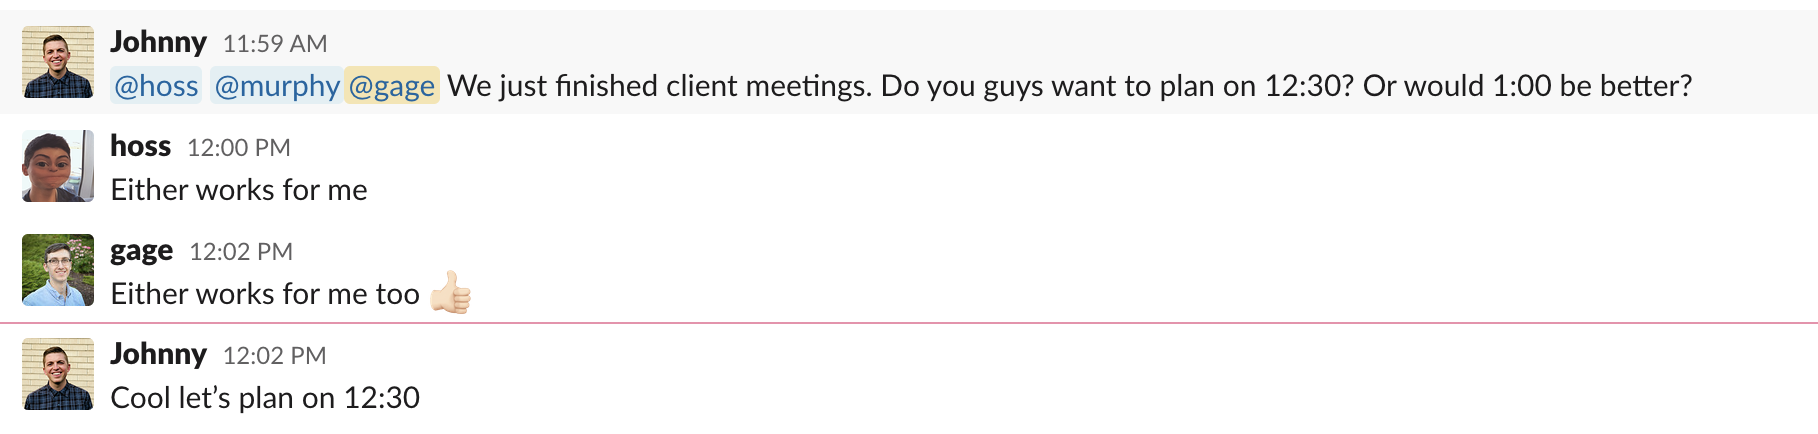 Johnny 11:59 AM
@hoss @murphy @gage We just finished client meetings. Do you guys want to plan on 12:30? Or would 1:00 be better?
hoss 12:00 PM
Either works for me
gage 12:02 PM
Either works for me too 👍🏻
Johnny 12:02 PM
Cool let’s plan on 12:30